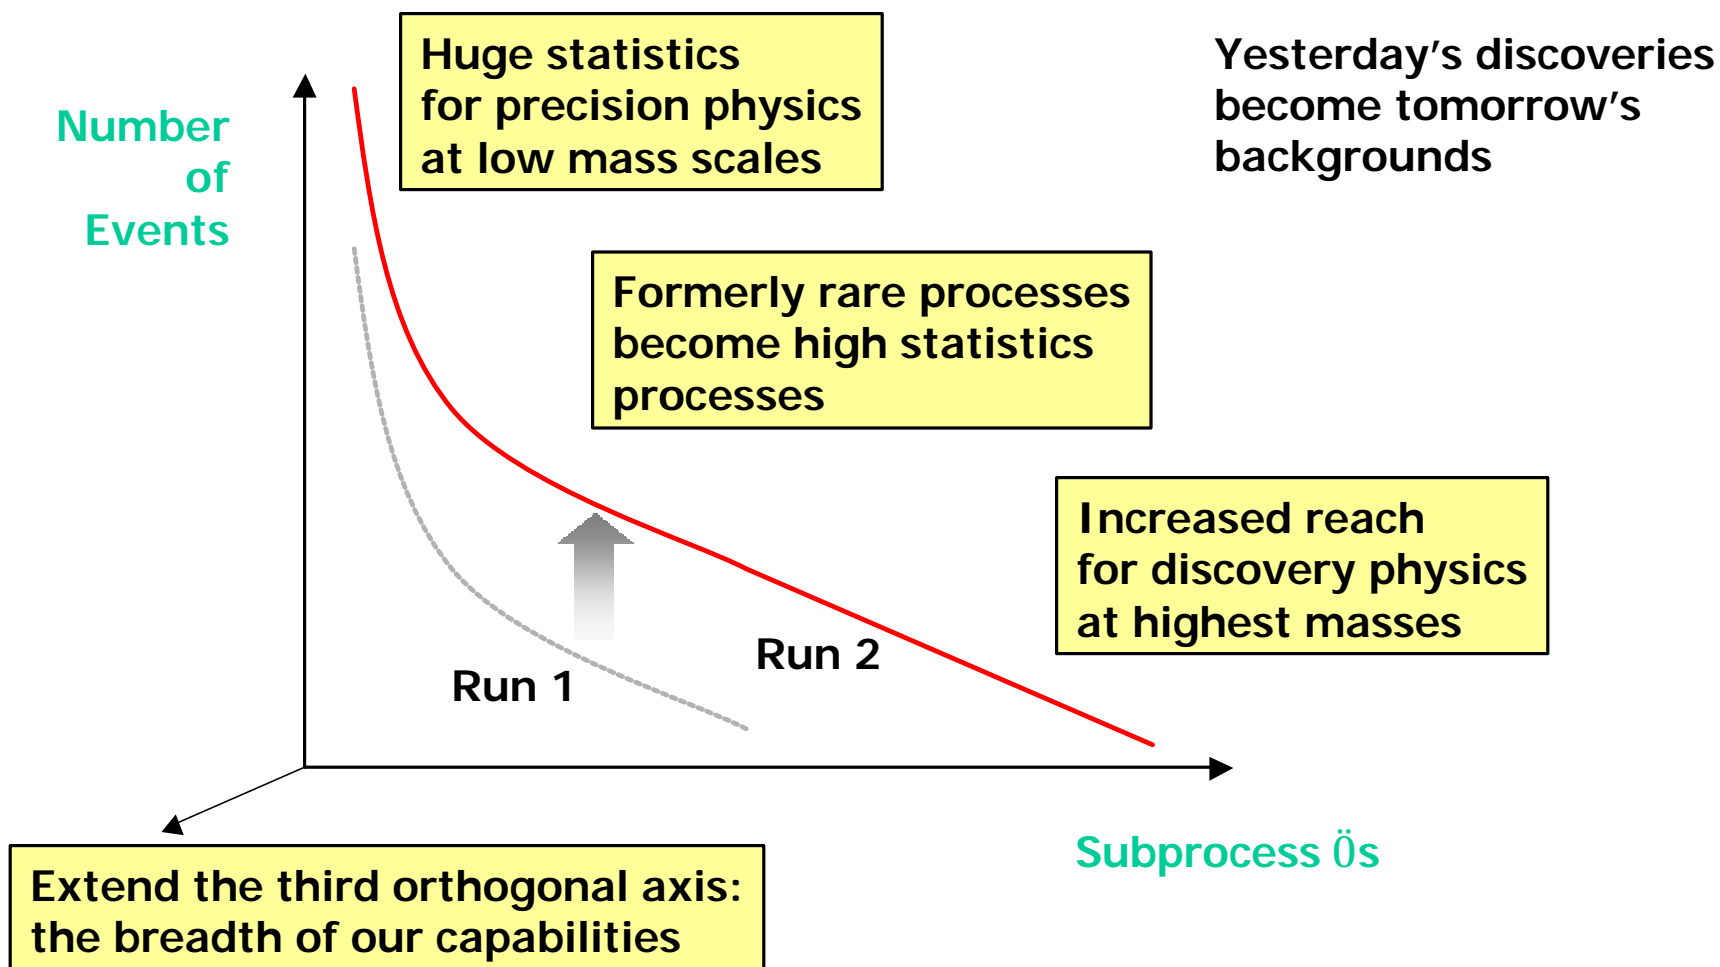 Huge statistics
for precision physics
at low mass scales
Yesterday's discoveries
become tomorrow's
backgrounds
Number
of
Events
Formerly rare processes
become high statistics
processes
Increased reach
for discovery physics
at highest masses
Run 1
Run 2
Subprocess Ös
Extend the third orthogonal axis:
the breadth of our capabilities